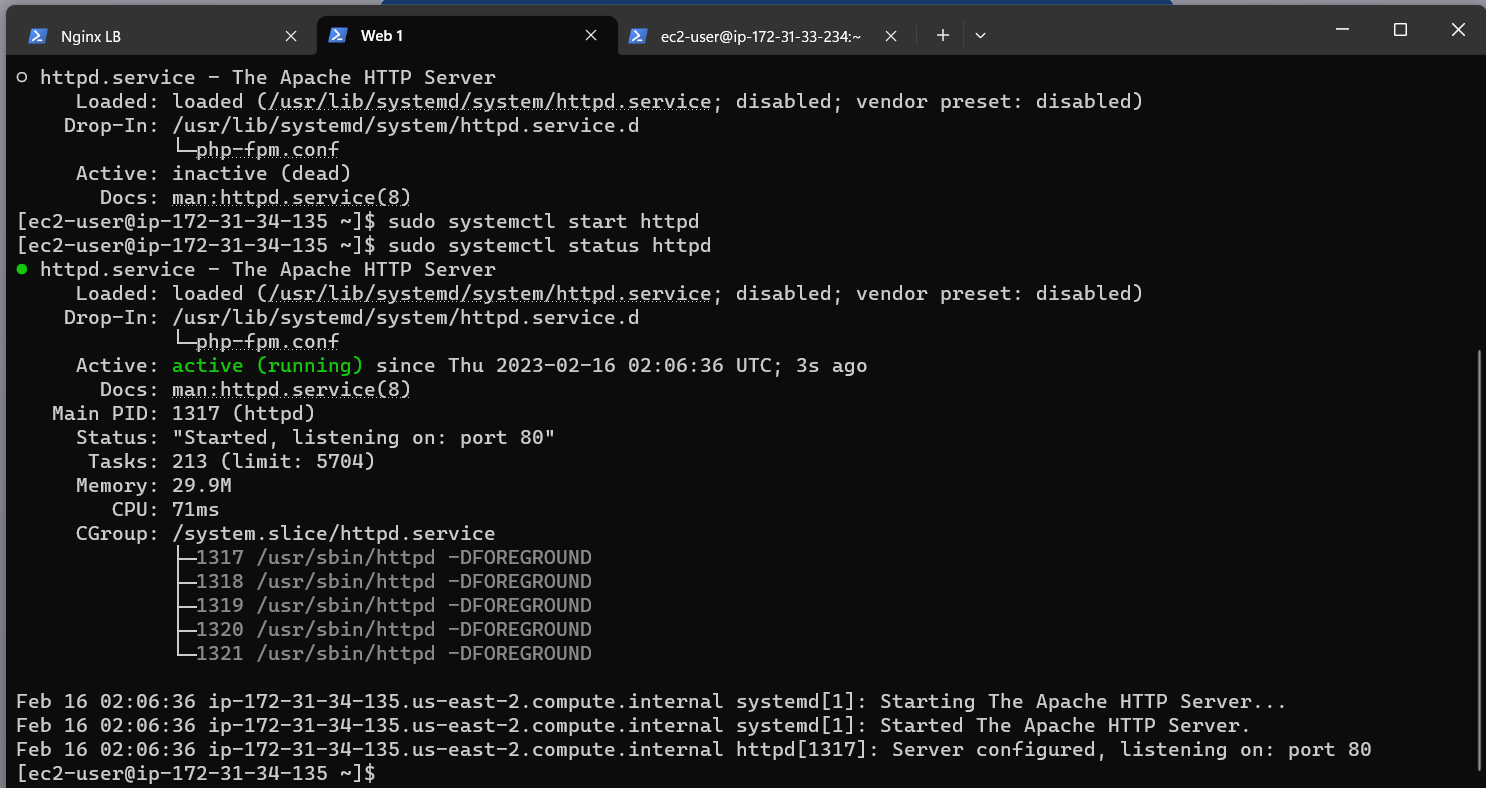 Nginx LB
Web 1
ec2-user@ip-172-31-33-234:~
○ httpd.service - The Apache HTTP Server
Loaded: loaded (/usr/lib/systemd/system/httpd.service; disabled; vendor preset: disabled)
Drop-In: /usr/lib/systemd/system/httpd.service.d
└─php-fpm.conf
Active: inactive (dead)
Docs: man:httpd.service(8)
[ec2-user@ip-172-31-34-135 ~]$ sudo systemctl start httpd
[ec2-user@ip-172-31-34-135 ~]$ sudo systemctl status httpd
● httpd.service - The Apache HTTP Server
Loaded: loaded (/usr/lib/systemd/system/httpd.service; disabled; vendor preset: disabled)
Drop-In: /usr/lib/systemd/system/httpd.service.d
└─php-fpm.conf
Active: active (running) since Thu 2023-02-16 02:06:36 UTC; 3s ago
Docs: man:httpd.service(8)
Main PID: 1317 (httpd)
Status: "Started, listening on: port 80"
Tasks: 213 (limit: 5704)
Memory: 29.9M
CPU: 71ms
CGroup: /system.slice/httpd.service
├─1317 /usr/sbin/httpd -DFOREGROUND
├─1318 /usr/sbin/httpd -DFOREGROUND
├─1319 /usr/sbin/httpd -DFOREGROUND
├─1320 /usr/sbin/httpd -DFOREGROUND
└─1321 /usr/sbin/httpd -DFOREGROUND
Feb 16 02:06:36 ip-172-31-34-135.us-east-2.compute.internal systemd[1]: Starting The Apache HTTP Server...
Feb 16 02:06:36 ip-172-31-34-135.us-east-2.compute.internal systemd[1]: Started The Apache HTTP Server.
Feb 16 02:06:36 ip-172-31-34-135.us-east-2.compute.internal httpd[1317]: Server configured, listening on: port 80
[ec2-user@ip-172-31-34-135 ~]$